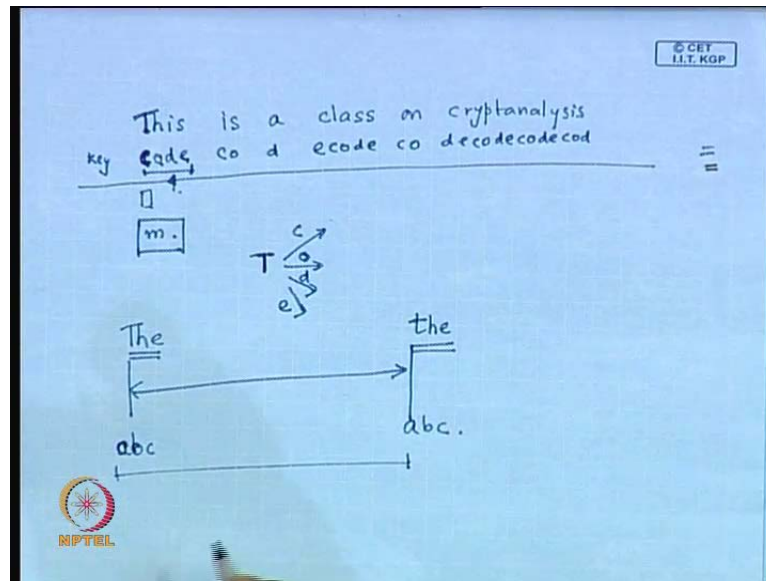 © CET
I.I.T. KGP
This is a class on cryptanalysis
key code co d ecode co decodecodecod
m.
c
T o
d
e
The the
abc abc.
NPTEL